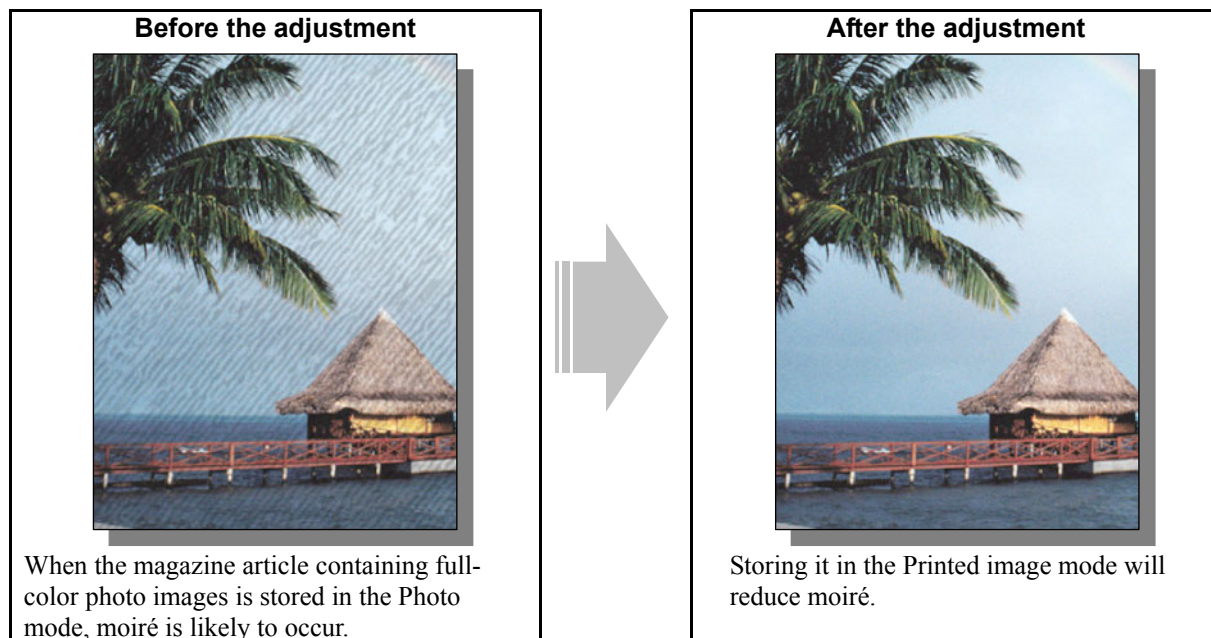 Before the adjustment
When the magazine article containing full-
color photo images is stored in the Photo
mode, moiré is likely to occur.
After the adjustment
Storing it in the Printed image mode will
reduce moiré.